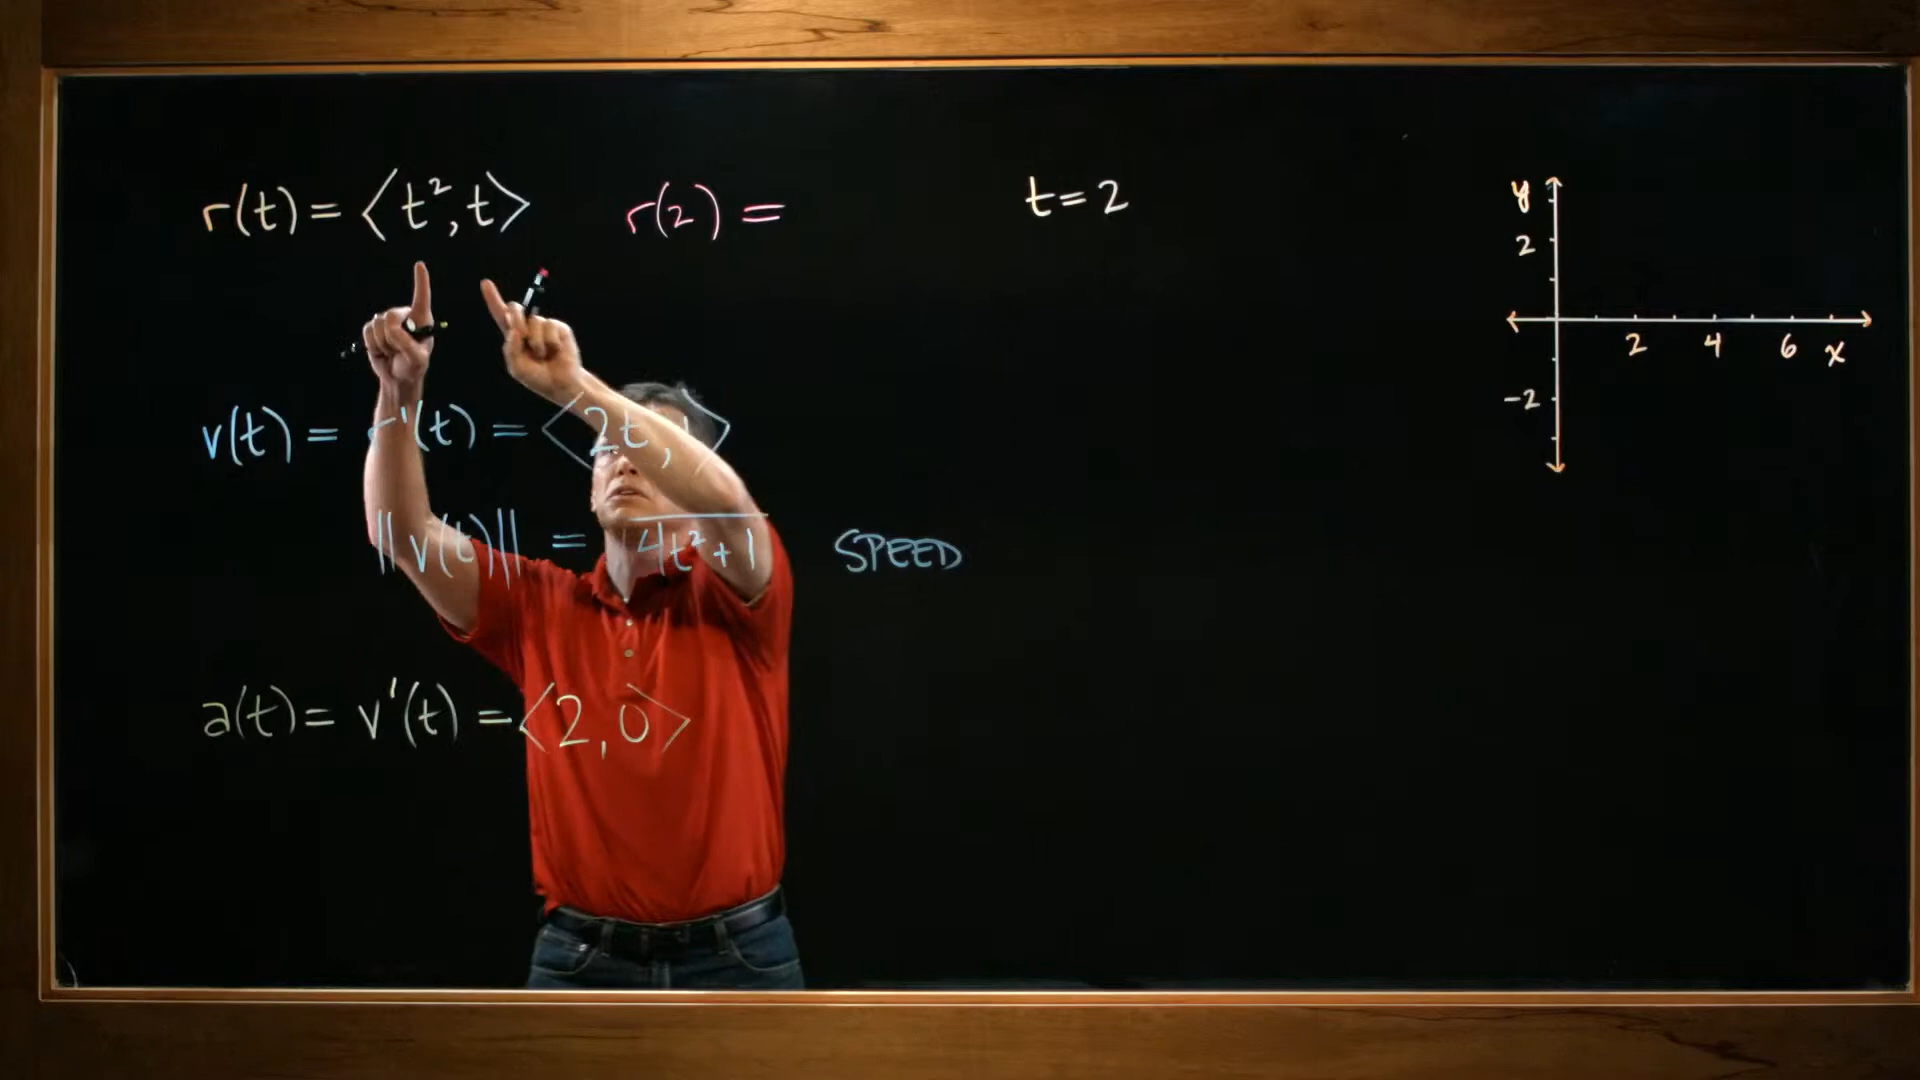 r(t) = ⟨t², t⟩ r(2) = t = 2
v(t) = r'(t) = ⟨2t, 1⟩
||v(t)|| = √4t² + 1 SPEED
a(t) = v'(t) = ⟨2, 0⟩
y
2
2 4 6 x
-2